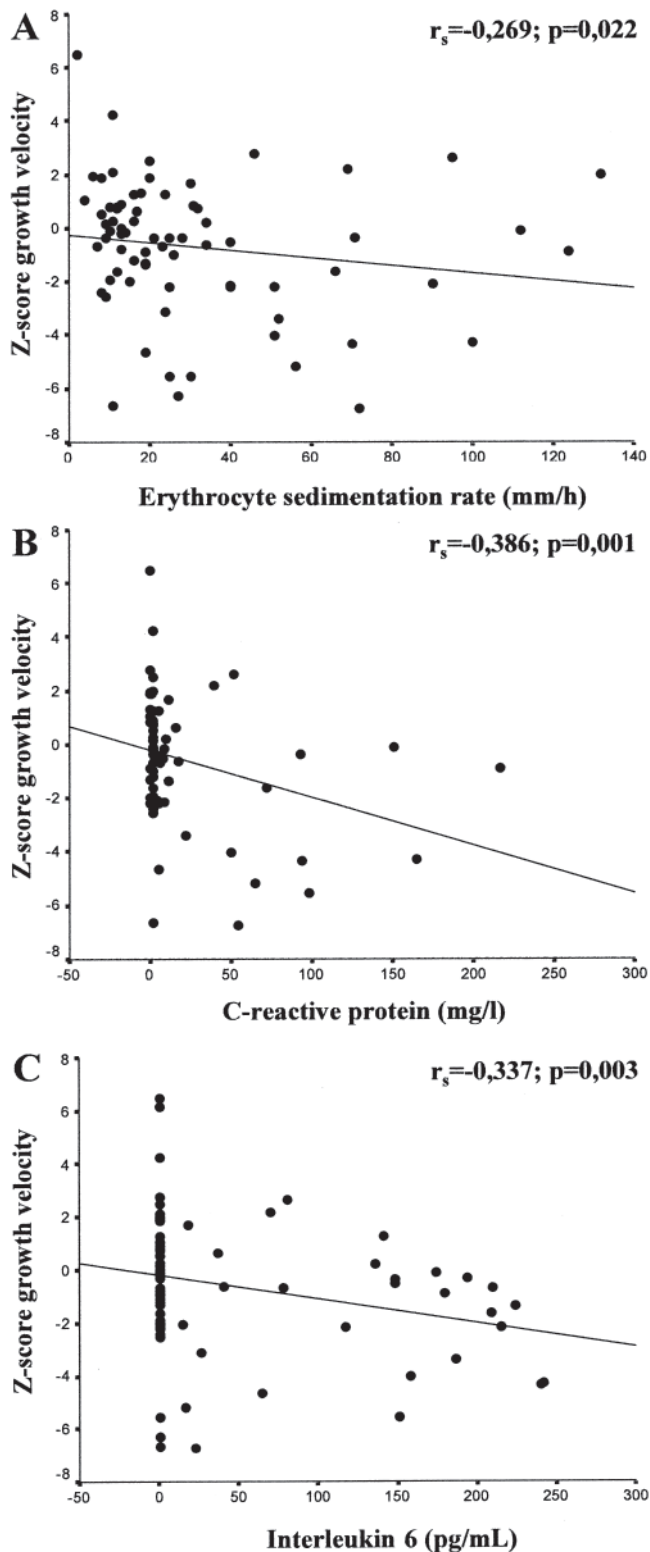 A
r_s=-0,269; p=0,022
8
6
4
2
0
-2
-4
-6
-8
Z-score growth velocity
0 20 40 60 80 100 120 140
Erythrocyte sedimentation rate (mm/h)
B
r_s=-0,386; p=0,001
8
6
4
2
0
-2
-4
-6
-8
Z-score growth velocity
-50 0 50 100 150 200 250 300
C-reactive protein (mg/l)
C
r_s=-0,337; p=0,003
8
6
4
2
0
-2
-4
-6
-8
Z-score growth velocity
-50 0 50 100 150 200 250 300
Interleukin 6 (pg/mL)